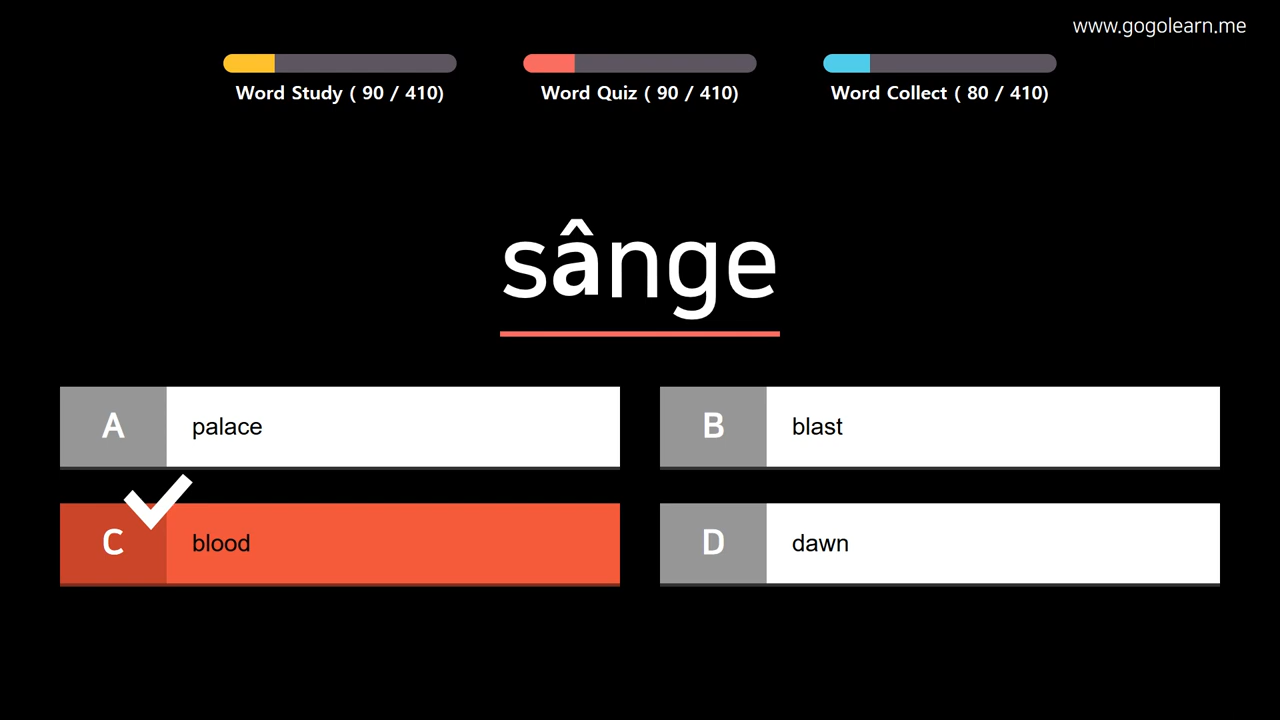 www.gogolearn.me
Word Study ( 90 / 410)
Word Quiz ( 90 / 410)
Word Collect ( 80 / 410)
sânge
A palace
B blast
C blood
D dawn